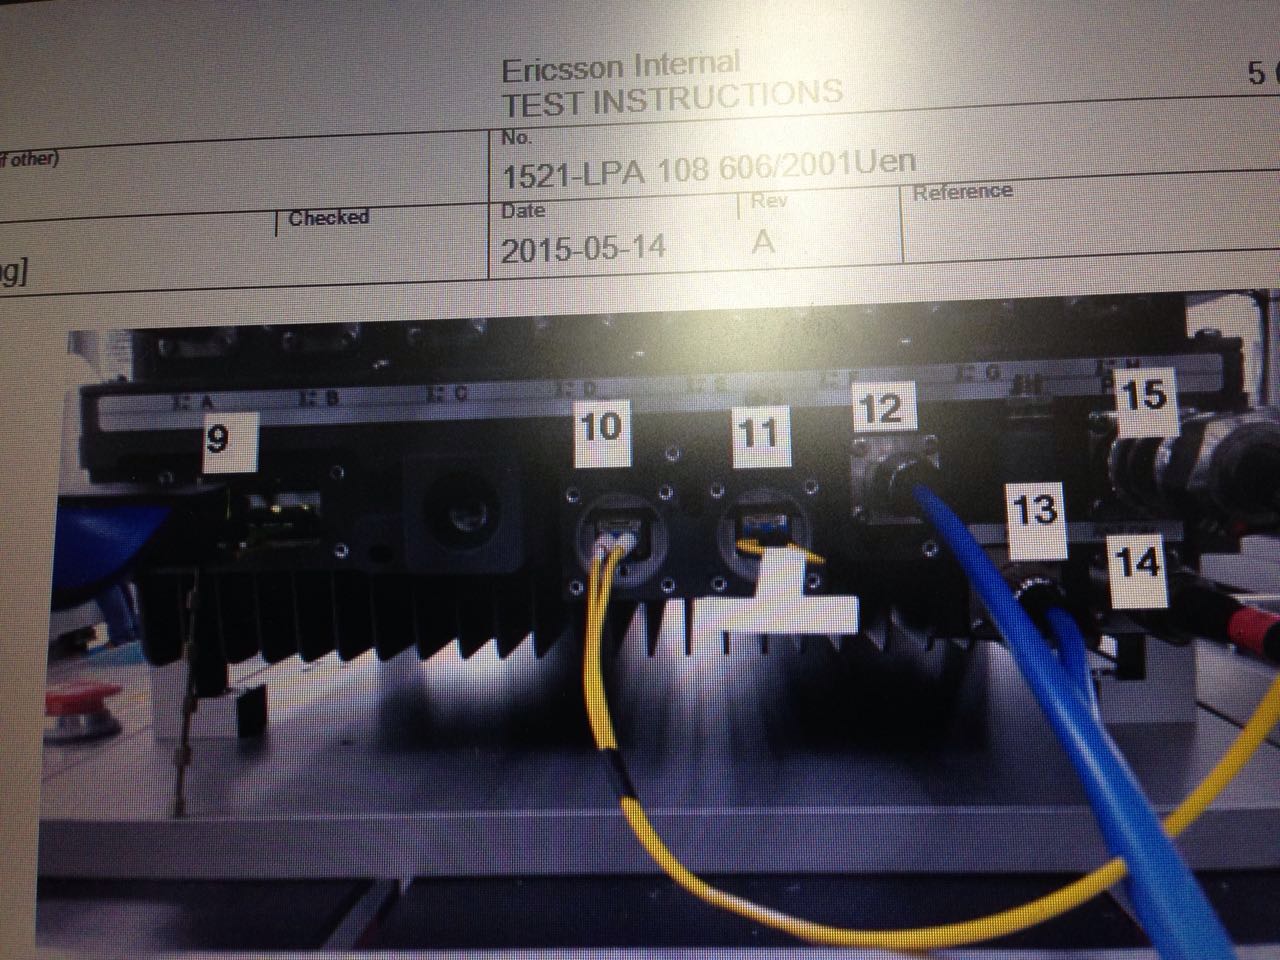 Ericsson Internal
TEST INSTRUCTIONS
5
if other)
No.
1521-LPA 108 606/2001Uen
Checked
Date
Rev
Reference
g]
2015-05-14
A
A
B
C
D
E
F
G
H
9
10
11
12
15
13
14